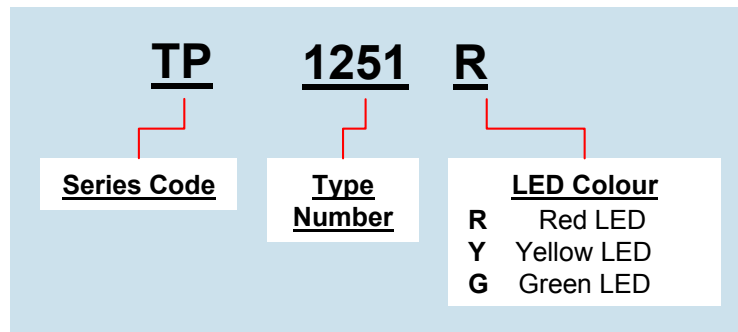 TP 1251 R
Series Code
Type
Number
LED Colour
R Red LED
Y Yellow LED
G Green LED